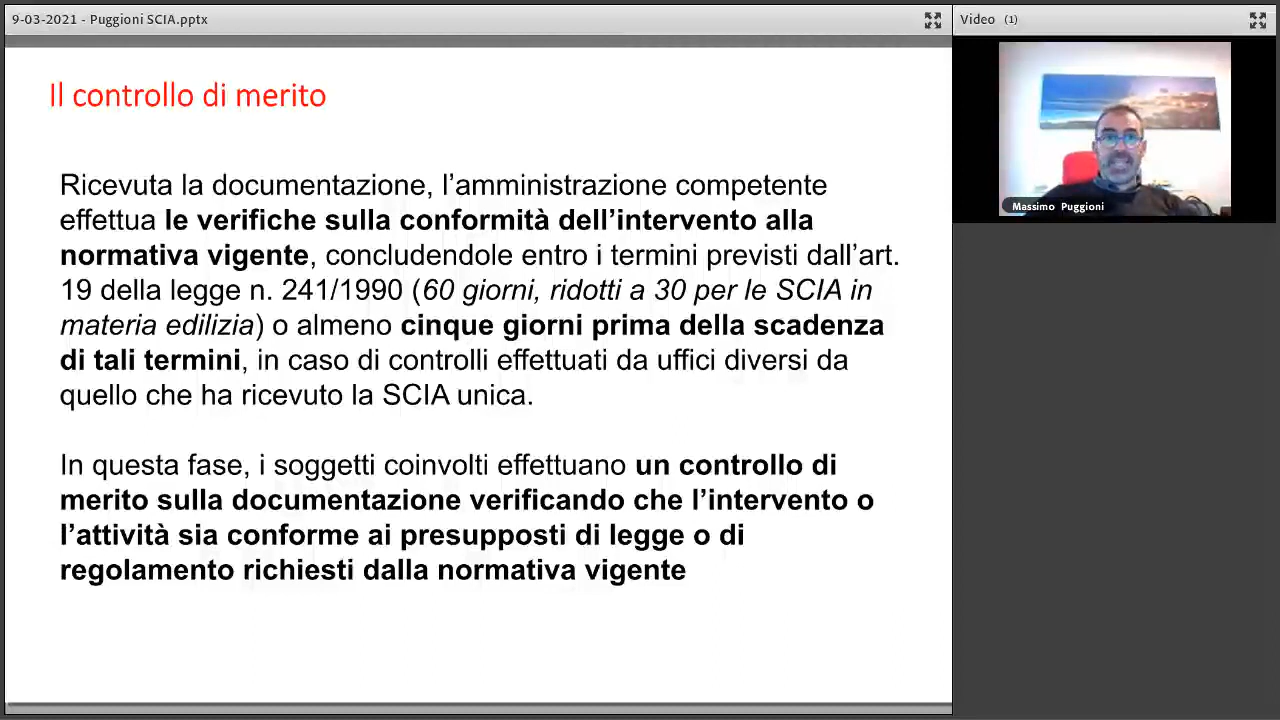 9-03-2021 - Puggioni SCIA.pptx
Video (1)
Il controllo di merito
Ricevuta la documentazione, l’amministrazione competente
effettua le verifiche sulla conformità dell’intervento alla
normativa vigente, concludendole entro i termini previsti dall’art.
19 della legge n. 241/1990 (60 giorni, ridotti a 30 per le SCIA in
materia edilizia) o almeno cinque giorni prima della scadenza
di tali termini, in caso di controlli effettuati da uffici diversi da
quello che ha ricevuto la SCIA unica.
In questa fase, i soggetti coinvolti effettuano un controllo di
merito sulla documentazione verificando che l’intervento o
l’attività sia conforme ai presupposti di legge o di
regolamento richiesti dalla normativa vigente
Massimo Puggioni